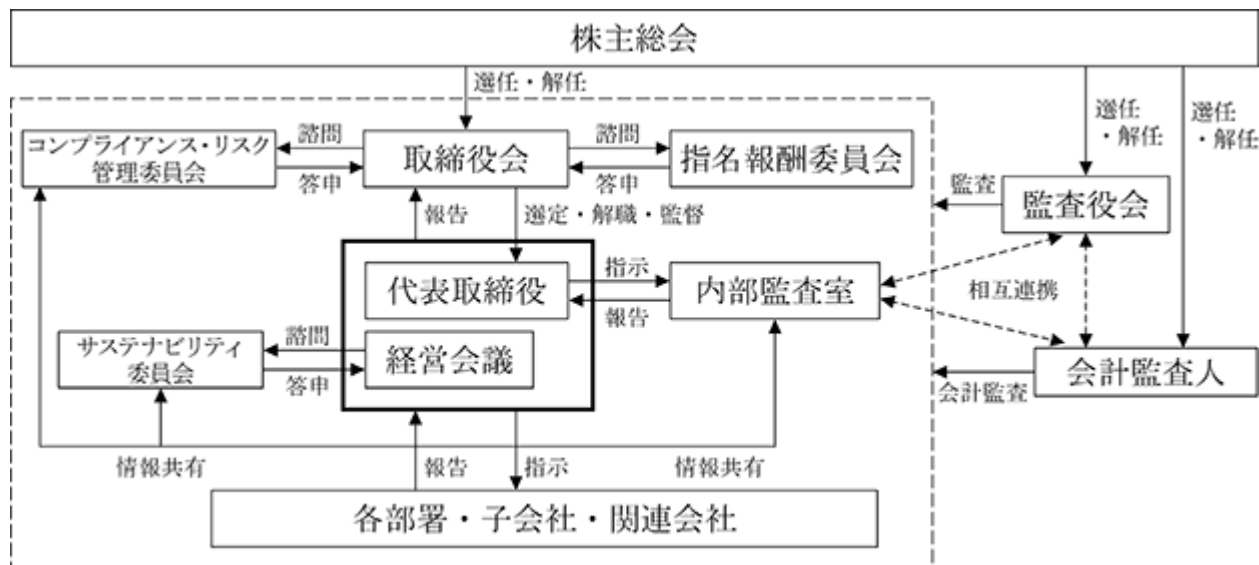 株主総会
選任・解任
選任
・解任
選任
・解任
コンプライアンス・リスク
管理委員会
諮問
答申
取締役会
諮問
答申
指名報酬委員会
監査
監査役会
報告
選定・解職・監督
代表取締役
指示
報告
内部監査室
相互連携
サステナビリティ
委員会
諮問
答申
経営会議
会計監査
会計監査人
情報共有
報告
指示
情報共有
各部署・子会社・関連会社